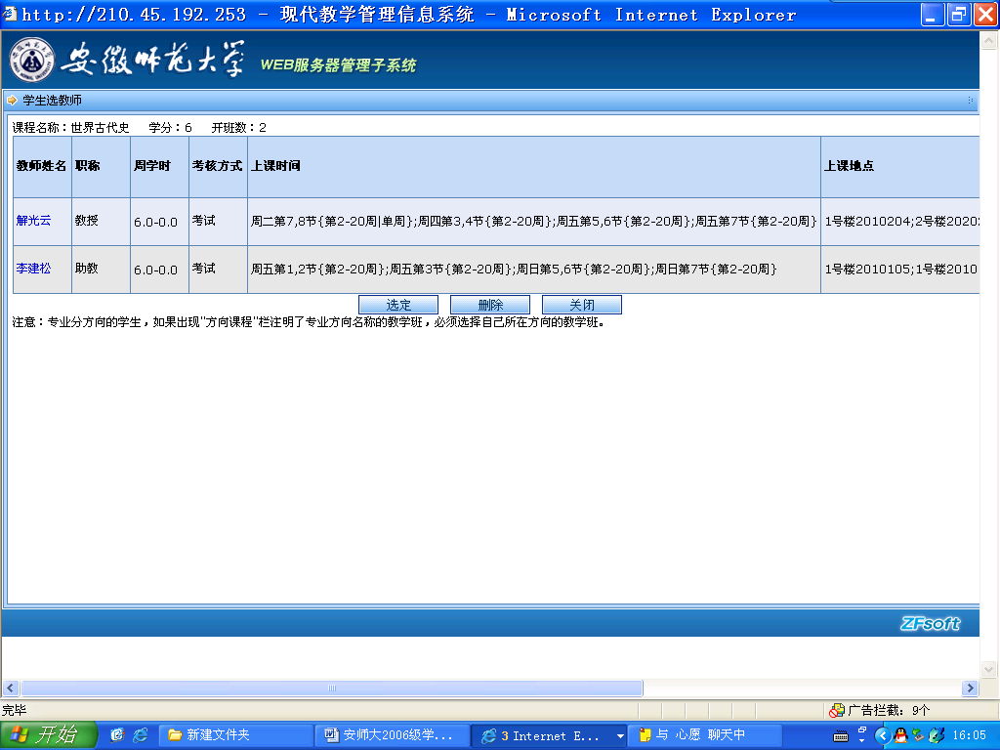 http://210.45.192.253 - 现代教学管理信息系统 - Microsoft Internet Explorer
安徽师范大学 WEB服务器管理子系统
学生选教师
课程名称：世界古代史 学分：6 开班数：2
教师姓名 职称 周学时 考核方式 上课时间 上课地点
解光云 教授 6.0-0.0 考试 周二第7,8节{第2-20周|单周};周四第3,4节{第2-20周};周五第5,6节{第2-20周};周五第7节{第2-20周} 1号楼2010204;2号楼20202
李建松 助教 6.0-0.0 考试 周五第1,2节{第2-20周};周五第3节{第2-20周};周日第5,6节{第2-20周};周日第7节{第2-20周} 1号楼2010105;1号楼2010
选定 删除 关闭
注意：专业分方向的学生，如果出现"方向课程"栏注明了专业方向名称的教学班，必须选择自己所在方向的教学班。
ZFsoft
完毕 广告拦截: 9个
开始 新建文件夹 安师大2006级学... 3 Internet E... 与 心愿 聊天中 16:05